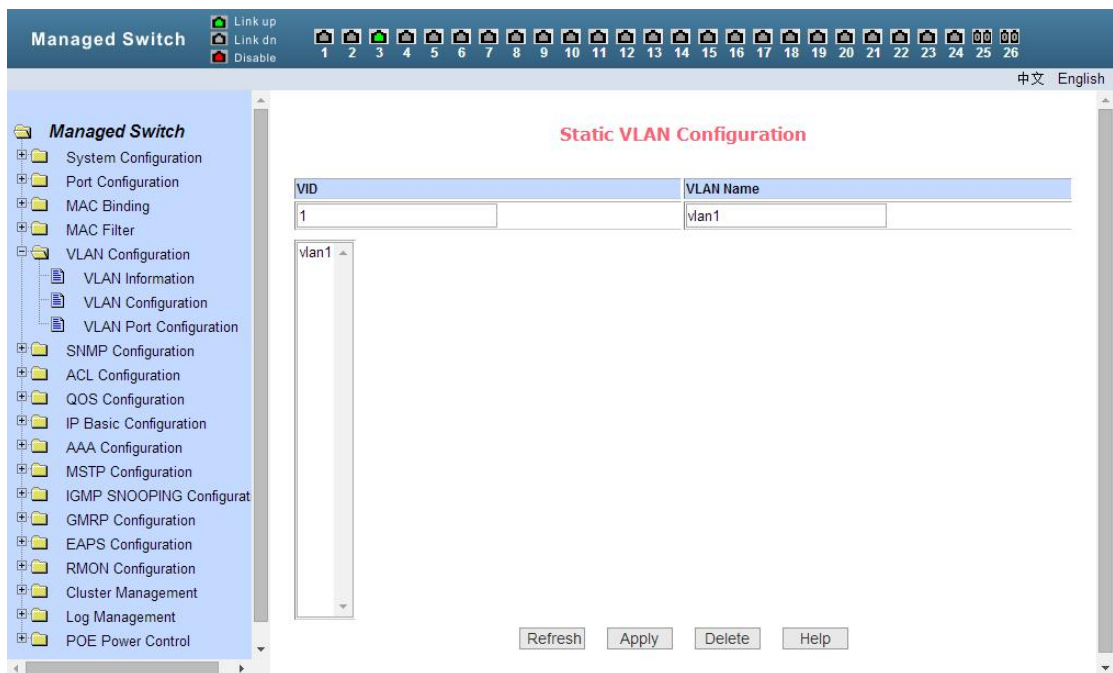 Managed Switch
Link up
Link dn
Disable
1 2 3 4 5 6 7 8 9 10 11 12 13 14 15 16 17 18 19 20 21 22 23 24 25 26
中文 English
Managed Switch
System Configuration
Port Configuration
MAC Binding
MAC Filter
VLAN Configuration
VLAN Information
VLAN Configuration
VLAN Port Configuration
SNMP Configuration
ACL Configuration
QOS Configuration
IP Basic Configuration
AAA Configuration
MSTP Configuration
IGMP SNOOPING Configurat
GMRP Configuration
EAPS Configuration
RMON Configuration
Cluster Management
Log Management
POE Power Control
Static VLAN Configuration
VID VLAN Name
1 vlan1
vlan1
Refresh Apply Delete Help